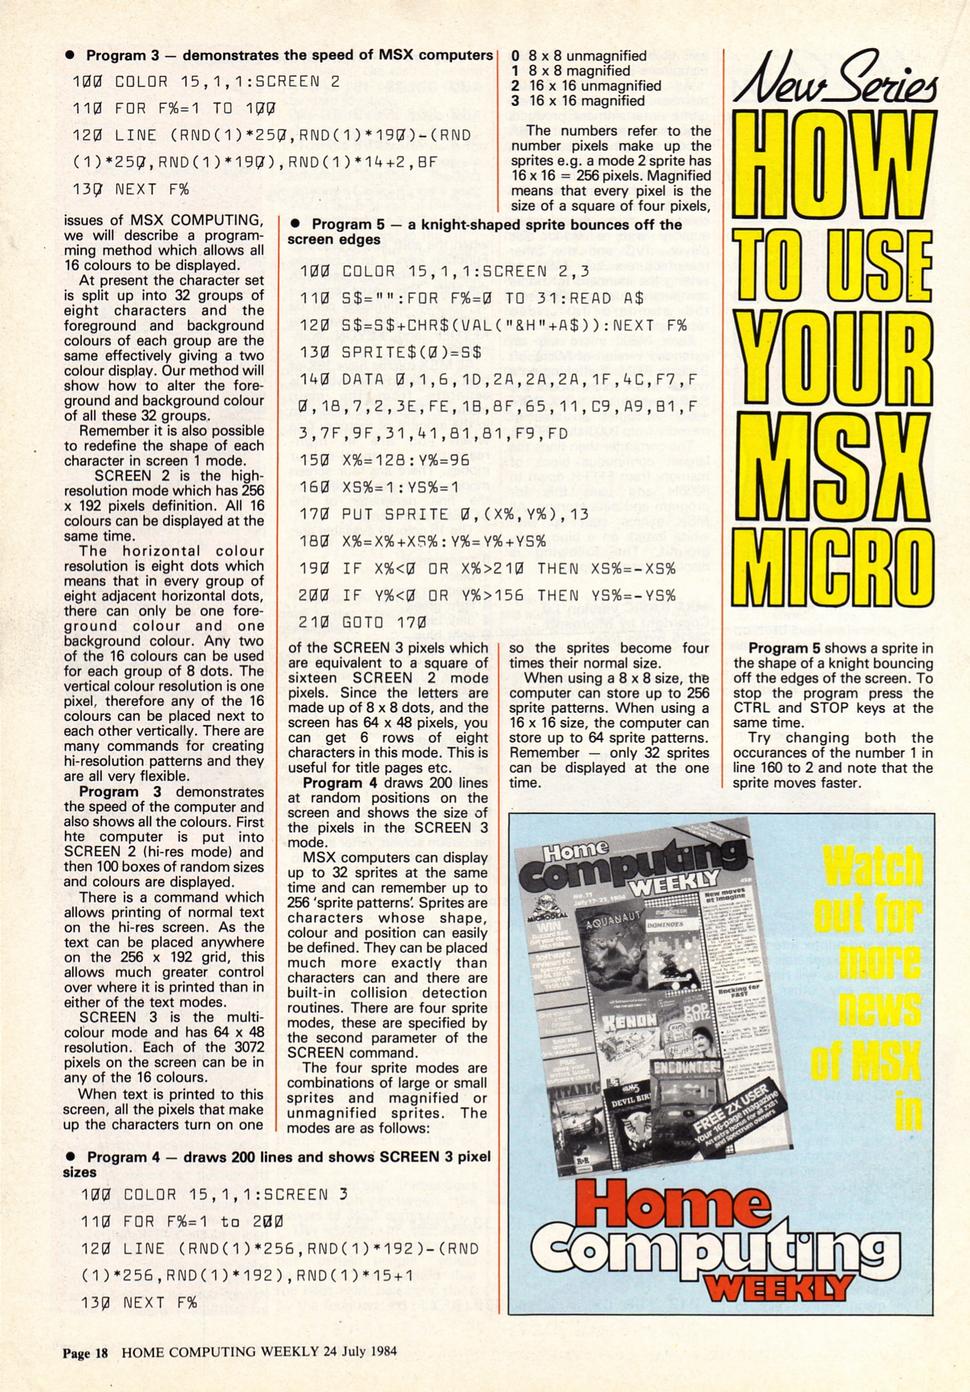 ● Program 3 — demonstrates the speed of MSX computers
100 COLOR 15,1,1:SCREEN 2
110 FOR F%=1 TO 100
120 LINE (RND(1)*250,RND(1)*190)-(RND
(1)*250,RND(1)*190),RND(1)*14+2,BF
130 NEXT F%
issues of MSX COMPUTING,
we will describe a program-
ming method which allows all
16 colours to be displayed.
At present the character set
is split up into 32 groups of
eight characters and the
foreground and background
colours of each group are the
same effectively giving a two
colour display. Our method will
show how to alter the fore-
ground and background colour
of all these 32 groups.
Remember it is also possible
to redefine the shape of each
character in screen 1 mode.
SCREEN 2 is the high-
resolution mode which has 256
x 192 pixels definition. All 16
colours can be displayed at the
same time.
The horizontal colour
resolution is eight dots which
means that in every group of
eight adjacent horizontal dots,
there can only be one fore-
ground colour and one
background colour. Any two
of the 16 colours can be used
for each group of 8 dots. The
vertical colour resolution is one
pixel, therefore any of the 16
colours can be placed next to
each other vertically. There are
many commands for creating
hi-resolution patterns and they
are all very flexible.
Program 3 demonstrates
the speed of the computer and
also shows all the colours. First
hte computer is put into
SCREEN 2 (hi-res mode) and
then 100 boxes of random sizes
and colours are displayed.
There is a command which
allows printing of normal text
on the hi-res screen. As the
text can be placed anywhere
on the 256 x 192 grid, this
allows much greater control
over where it is printed than in
either of the text modes.
SCREEN 3 is the multi-
colour mode and has 64 x 48
resolution. Each of the 3072
pixels on the screen can be in
any of the 16 colours.
When text is printed to this
screen, all the pixels that make
up the characters turn on one
● Program 4 — draws 200 lines and shows SCREEN 3 pixel
sizes
100 COLOR 15,1,1:SCREEN 3
110 FOR F%=1 to 200
120 LINE (RND(1)*256,RND(1)*192)-(RND
(1)*256,RND(1)*192),RND(1)*15+1
130 NEXT F%
● Program 5 — a knight-shaped sprite bounces off the
screen edges
100 COLOR 15,1,1:SCREEN 2,3
110 S$="":FOR F%=0 TO 31:READ A$
120 S$=S$+CHR$(VAL("&H"+A$)):NEXT F%
130 SPRITE$(0)=S$
140 DATA 0,1,6,1D,2A,2A,2A,1F,4C,F7,F
0,18,7,2,3E,FE,1B,8F,65,11,C9,A9,B1,F
3,7F,9F,31,41,81,81,F9,FD
150 X%=128:Y%=96
160 XS%=1:YS%=1
170 PUT SPRITE 0,(X%,Y%),13
180 X%=X%+XS%:Y%=Y%+YS%
190 IF X%<0 OR X%>210 THEN XS%=-XS%
200 IF Y%<0 OR Y%>156 THEN YS%=-YS%
210 GOTO 170
of the SCREEN 3 pixels which
are equivalent to a square of
sixteen SCREEN 2 mode
pixels. Since the letters are
made up of 8 x 8 dots, and the
screen has 64 x 48 pixels, you
can get 6 rows of eight
characters in this mode. This is
useful for title pages etc.
Program 4 draws 200 lines
at random positions on the
screen and shows the size of
the pixels in the SCREEN 3
mode.
MSX computers can display
up to 32 sprites at the same
time and can remember up to
256 'sprite patterns'. Sprites are
characters whose shape,
colour and position can easily
be defined. They can be placed
much more exactly than
characters can and there are
built-in collision detection
routines. There are four sprite
modes, these are specified by
the second parameter of the
SCREEN command.
The four sprite modes are
combinations of large or small
sprites and magnified or
unmagnified sprites. The
modes are as follows:
0 8 x 8 unmagnified
1 8 x 8 magnified
2 16 x 16 unmagnified
3 16 x 16 magnified
The numbers refer to the
number pixels make up the
sprites e.g. a mode 2 sprite has
16 x 16 = 256 pixels. Magnified
means that every pixel is the
size of a square of four pixels,
so the sprites become four
times their normal size.
When using a 8 x 8 size, the
computer can store up to 256
sprite patterns. When using a
16 x 16 size, the computer can
store up to 64 sprite patterns.
Remember — only 32 sprites
can be displayed at the one
time.
New Series
HOW
TO USE
YOUR
MSX
MICRO
Program 5 shows a sprite in
the shape of a knight bouncing
off the edges of the screen. To
stop the program press the
CTRL and STOP keys at the
same time.
Try changing both the
occurances of the number 1 in
line 160 to 2 and note that the
sprite moves faster.
Home
Computing
WEEKLY
MICRODEAL
WIN
AQUANAUT
DOMINOES
New moves
at Imagine
Backing for
FAST
XENON
POP
QUIZ
ENCOUNTER!
TITANIC
DEVIL BIRD
FREE ZX USER
Your 16-page magazine
An extra bonus for all ZX81
and Spectrum owners
Watch
out for
more
news
of MSX
in
Home
Computing
WEEKLY
Page 18 HOME COMPUTING WEEKLY 24 July 1984